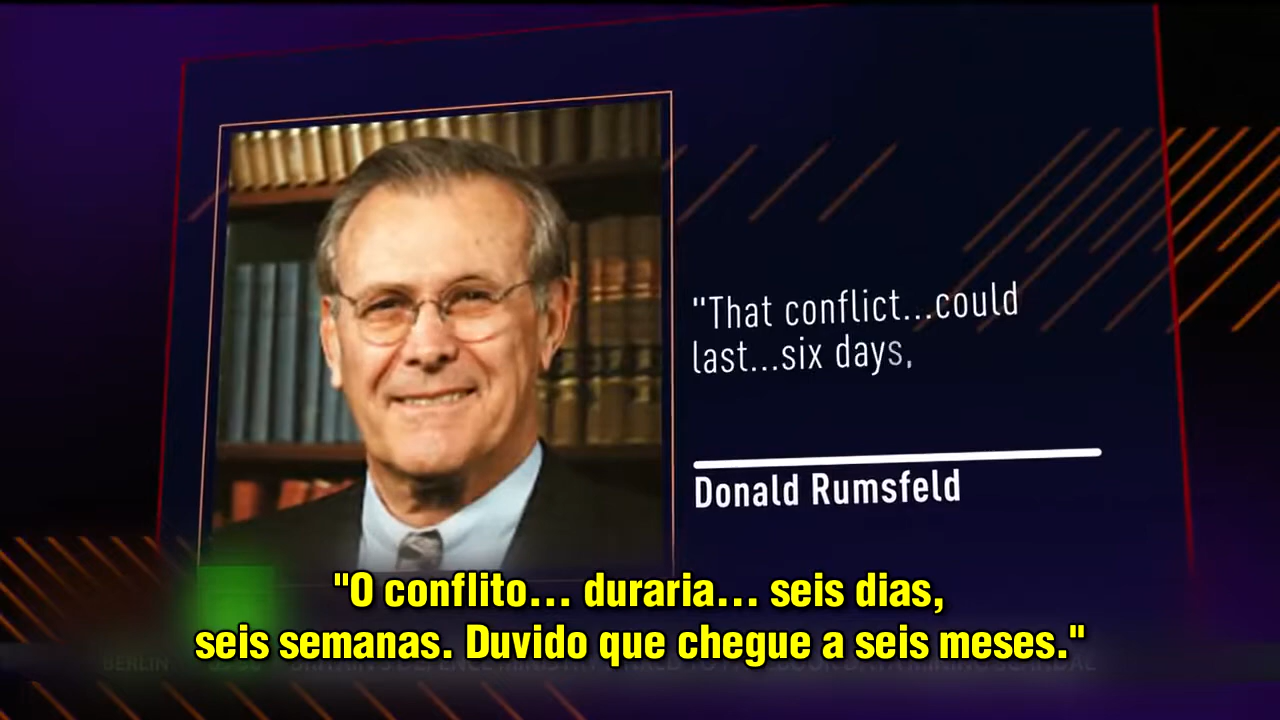 "That conflict...could
last...six days,
Donald Rumsfeld
"O conflito... duraria... seis dias,
seis semanas. Duvido que chegue a seis meses."
BERLIN